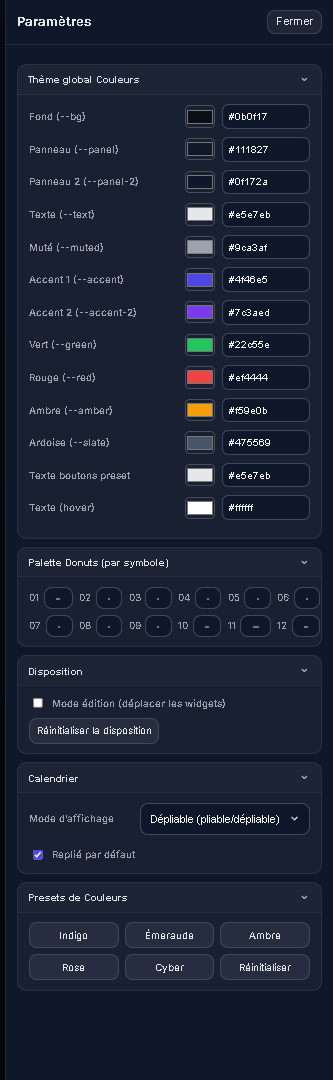 Paramètres Fermer
Thème global Couleurs
Fond (--bg) #0b0f17
Panneau (--panel) #111827
Panneau 2 (--panel-2) #0f172a
Texte (--text) #e5e7eb
Muté (--muted) #9ca3af
Accent 1 (--accent) #4f46e5
Accent 2 (--accent-2) #7c3aed
Vert (--green) #22c55e
Rouge (--red) #ef4444
Ambre (--amber) #f59e0b
Ardoise (--slate) #475569
Texte boutons preset #e5e7eb
Texte (hover) #ffffff
Palette Donuts (par symbole)
01 02 03 04 05 06
07 08 09 10 11 12
Disposition
Mode édition (déplacer les widgets)
Réinitialiser la disposition
Calendrier
Mode d'affichage Dépliable (pliable/dépliable)
Replié par défaut
Presets de Couleurs
Indigo Émeraude Ambre
Rose Cyber Réinitialiser